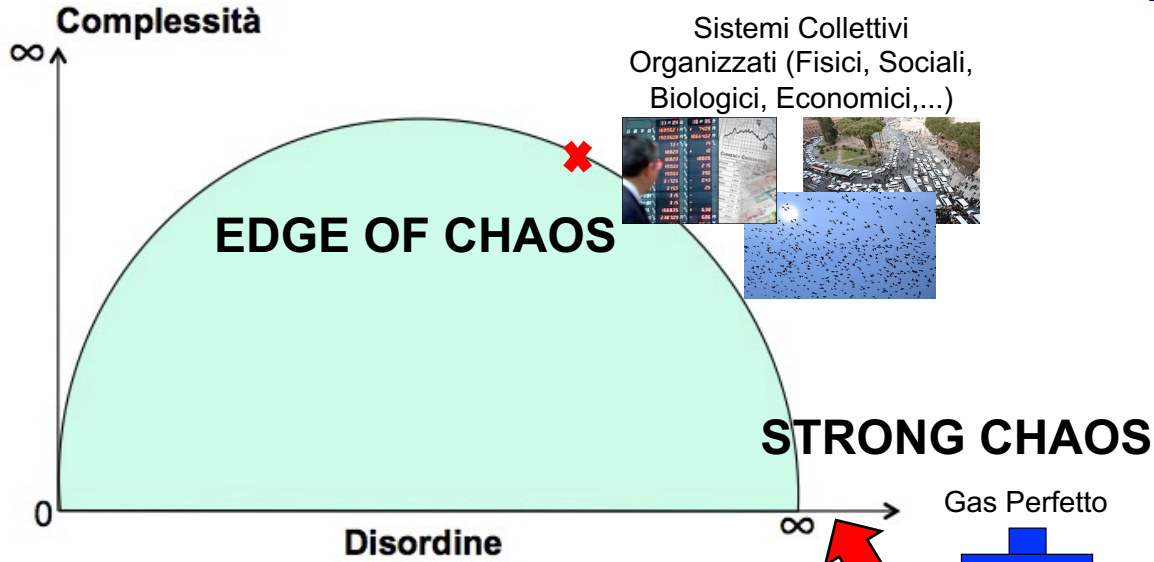 Complessità
∞
Sistemi Collettivi
Organizzati (Fisici, Sociali,
Biologici, Economici,...)
EDGE OF CHAOS
STRONG CHAOS
Gas Perfetto
0
∞
Disordine